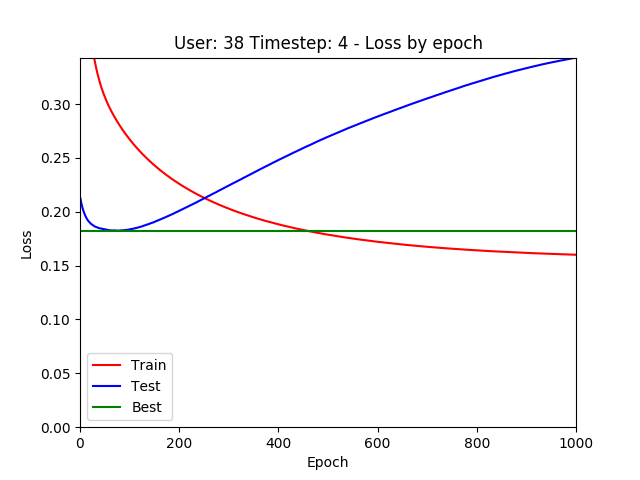 User: 38 Timestep: 4 - Loss by epoch
0.30
0.25
0.20
0.15
0.10
0.05
0.00
Loss
Train
Test
Best
0 200 400 600 800 1000
Epoch